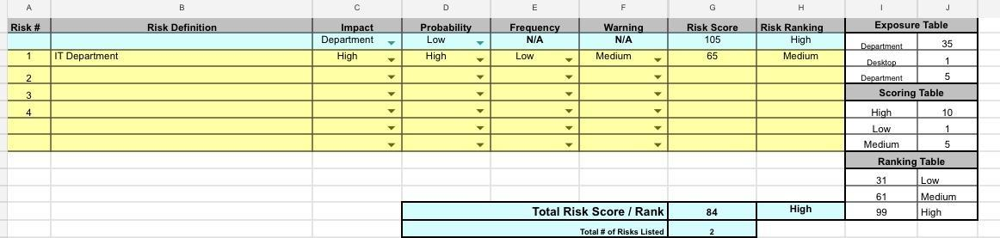 A B C D E F G H I J
Risk # Risk Definition Impact Probability Frequency Warning Risk Score Risk Ranking Exposure Table
Department Low N/A N/A 105 High Department 35
1 IT Department High High Low Medium 65 Medium Desktop 1
2 Department 5
3 Scoring Table
4 High 10
Low 1
Medium 5
Ranking Table
31 Low
61 Medium
Total Risk Score / Rank 84 High 99 High
Total # of Risks Listed 2